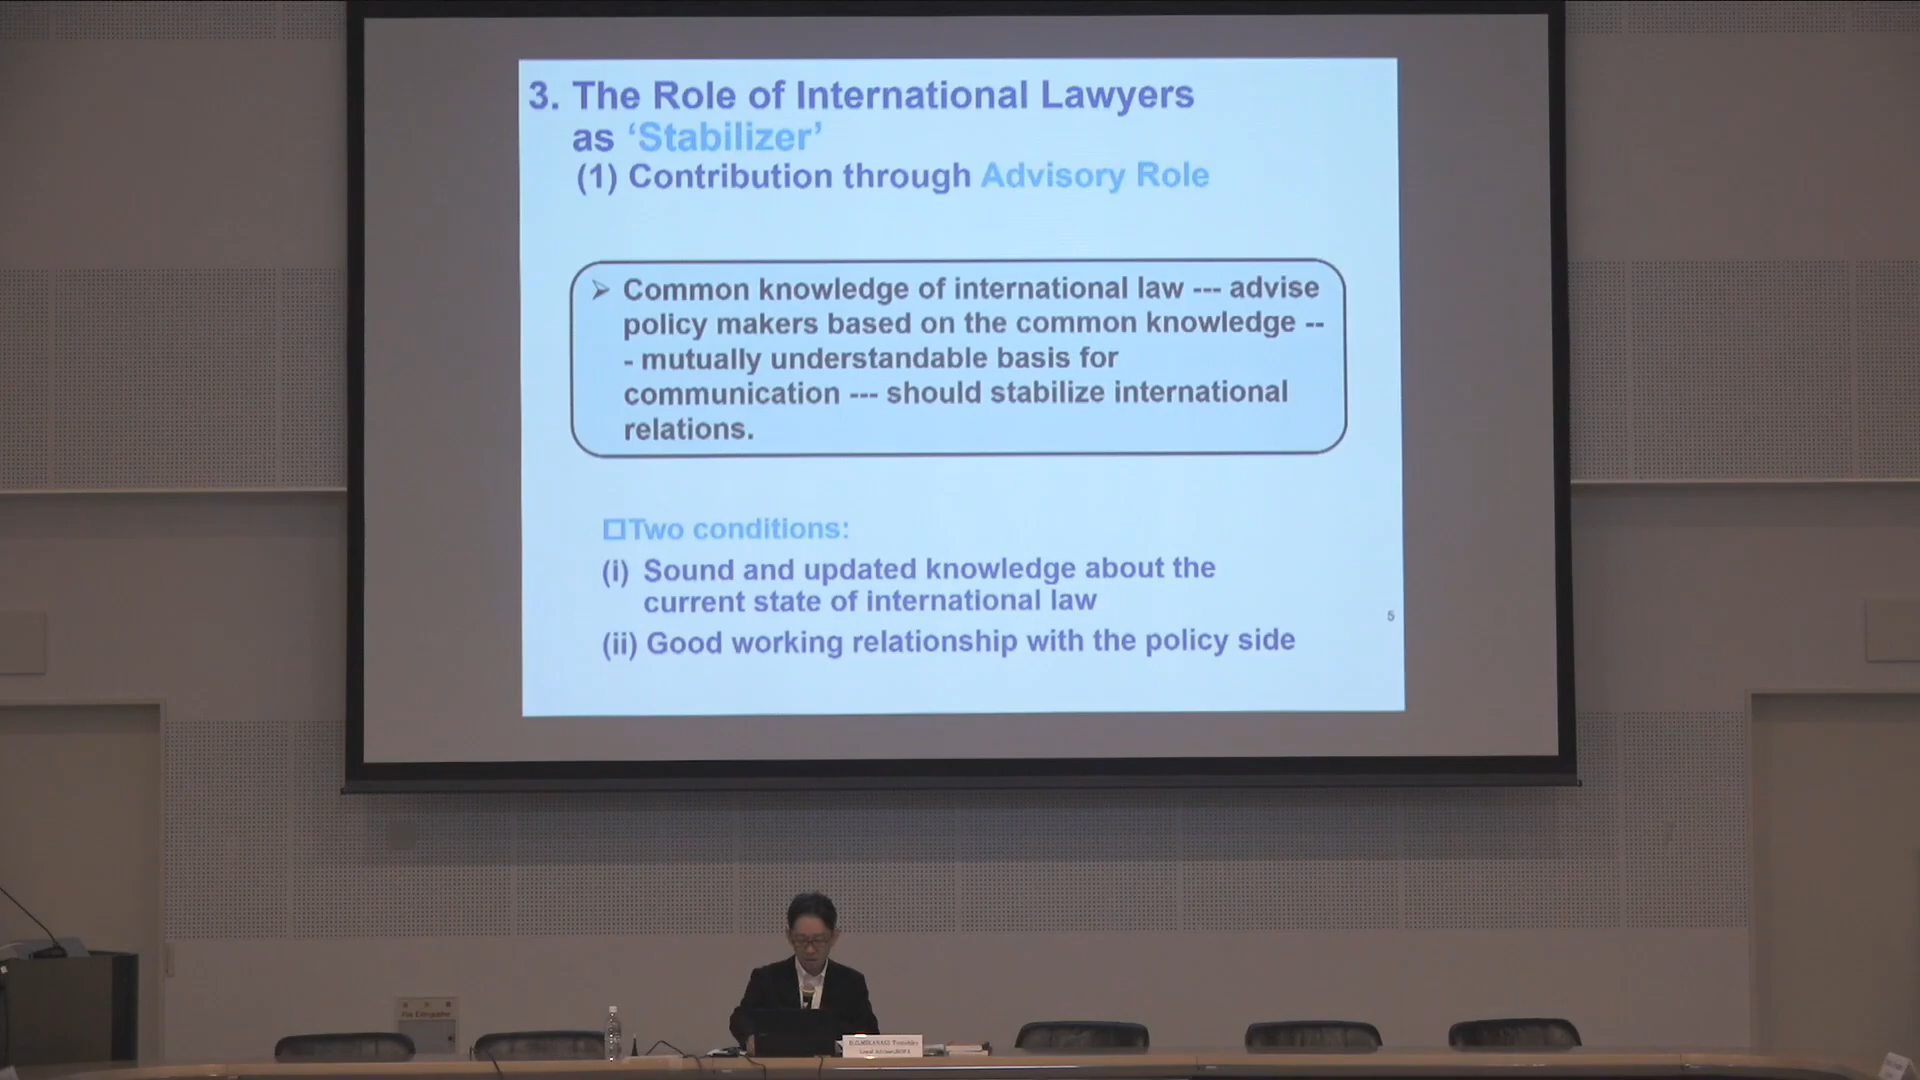 3. The Role of International Lawyers
as ‘Stabilizer’
(1) Contribution through Advisory Role
➢ Common knowledge of international law --- advise
policy makers based on the common knowledge --
- mutually understandable basis for
communication --- should stabilize international
relations.
□Two conditions:
(i) Sound and updated knowledge about the
current state of international law
(ii) Good working relationship with the policy side
5